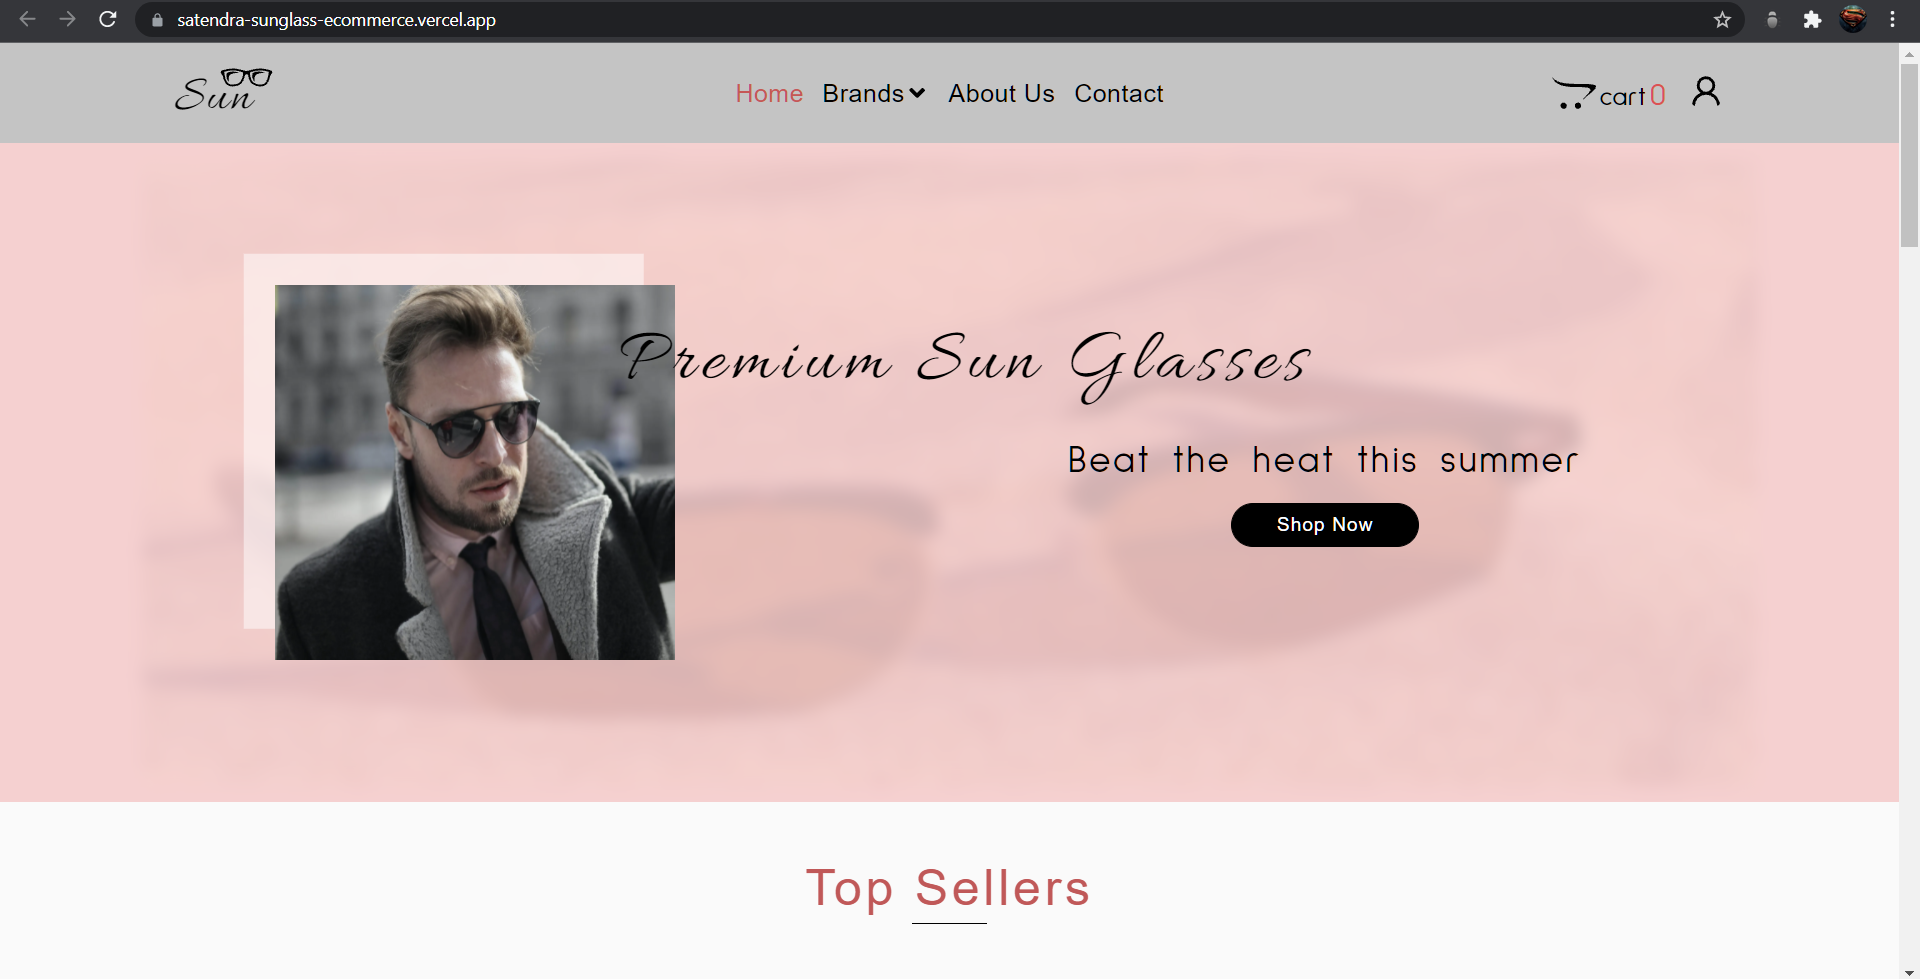 satendra-sunglass-ecommerce.vercel.app
Sun
Home Brands About Us Contact
cart 0
Premium Sun Glasses
Beat the heat this summer
Shop Now
Top Sellers